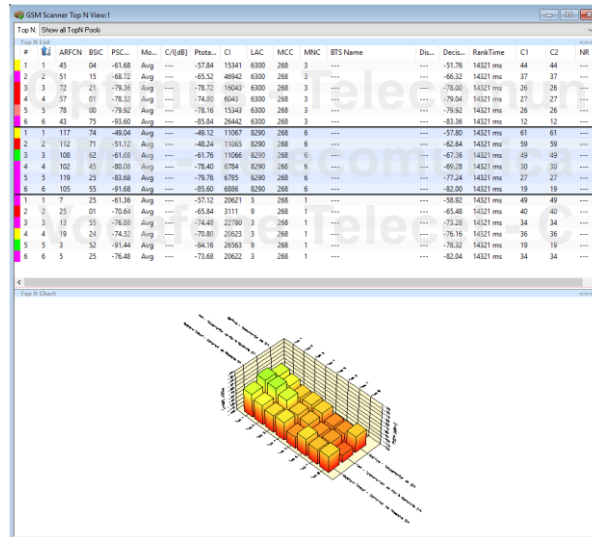 GSM Scanner Top N View:1
Top N: Show all TopN Pools
Top N List <<<
# ARFCN BSIC PSC... Mo... C/I[dB] Ptota... CI LAC MCC MNC BTS Name Dis... Decis... RankTime C1 C2 NR
1 1 45 04 -61.68 Avg --- -57.84 15341 6300 268 3 --- --- -51.76 14321 ms 44 44 ---
2 2 51 15 -68.72 Avg --- -65.52 46942 6300 268 3 --- --- -66.32 14321 ms 37 37 ---
3 3 72 21 -79.36 Avg --- -78.72 16043 6300 268 3 --- --- -78.00 14321 ms 26 26 ---
4 4 57 01 -78.32 Avg --- -74.80 6043 6300 268 3 --- --- -79.04 14321 ms 27 27 ---
5 5 78 00 -79.92 Avg --- -78.16 15343 6300 268 3 --- --- -79.92 14321 ms 26 26 ---
6 6 43 75 -93.60 Avg --- -85.84 26442 6300 268 3 --- --- -83.36 14321 ms 12 12 ---
1 1 117 74 -49.04 Avg --- -49.12 11067 8290 268 6 --- --- -57.80 14321 ms 61 61 ---
2 2 112 71 -51.12 Avg --- -48.24 11065 8290 268 6 --- --- -62.64 14321 ms 59 59 ---
3 3 108 62 -61.68 Avg --- -61.76 11066 8290 268 6 --- --- -67.36 14321 ms 49 49 ---
4 4 102 45 -80.08 Avg --- -78.40 6784 8290 268 6 --- --- -69.28 14321 ms 30 30 ---
5 5 119 25 -83.68 Avg --- -79.76 6785 8290 268 6 --- --- -77.24 14321 ms 27 27 ---
6 6 105 55 -91.68 Avg --- -85.60 6886 8290 268 6 --- --- -82.00 14321 ms 19 19 ---
1 1 7 25 -61.36 Avg --- -57.12 20621 3 268 1 --- --- -58.92 14321 ms 49 49 ---
2 2 25 01 -70.64 Avg --- -65.84 3111 9 268 1 --- --- -65.48 14321 ms 40 40 ---
3 3 13 55 -76.88 Avg --- -74.48 22780 3 268 1 --- --- -73.28 14321 ms 34 34 ---
4 4 19 24 -74.32 Avg --- -70.80 20623 3 268 1 --- --- -76.16 14321 ms 36 36 ---
5 5 3 52 -91.44 Avg --- -84.16 26563 9 268 1 --- --- -78.32 14321 ms 19 19 ---
6 6 5 25 -76.48 Avg --- -73.68 20622 3 268 1 --- --- -82.04 14321 ms 34 34 ---
Top N Chart <<<